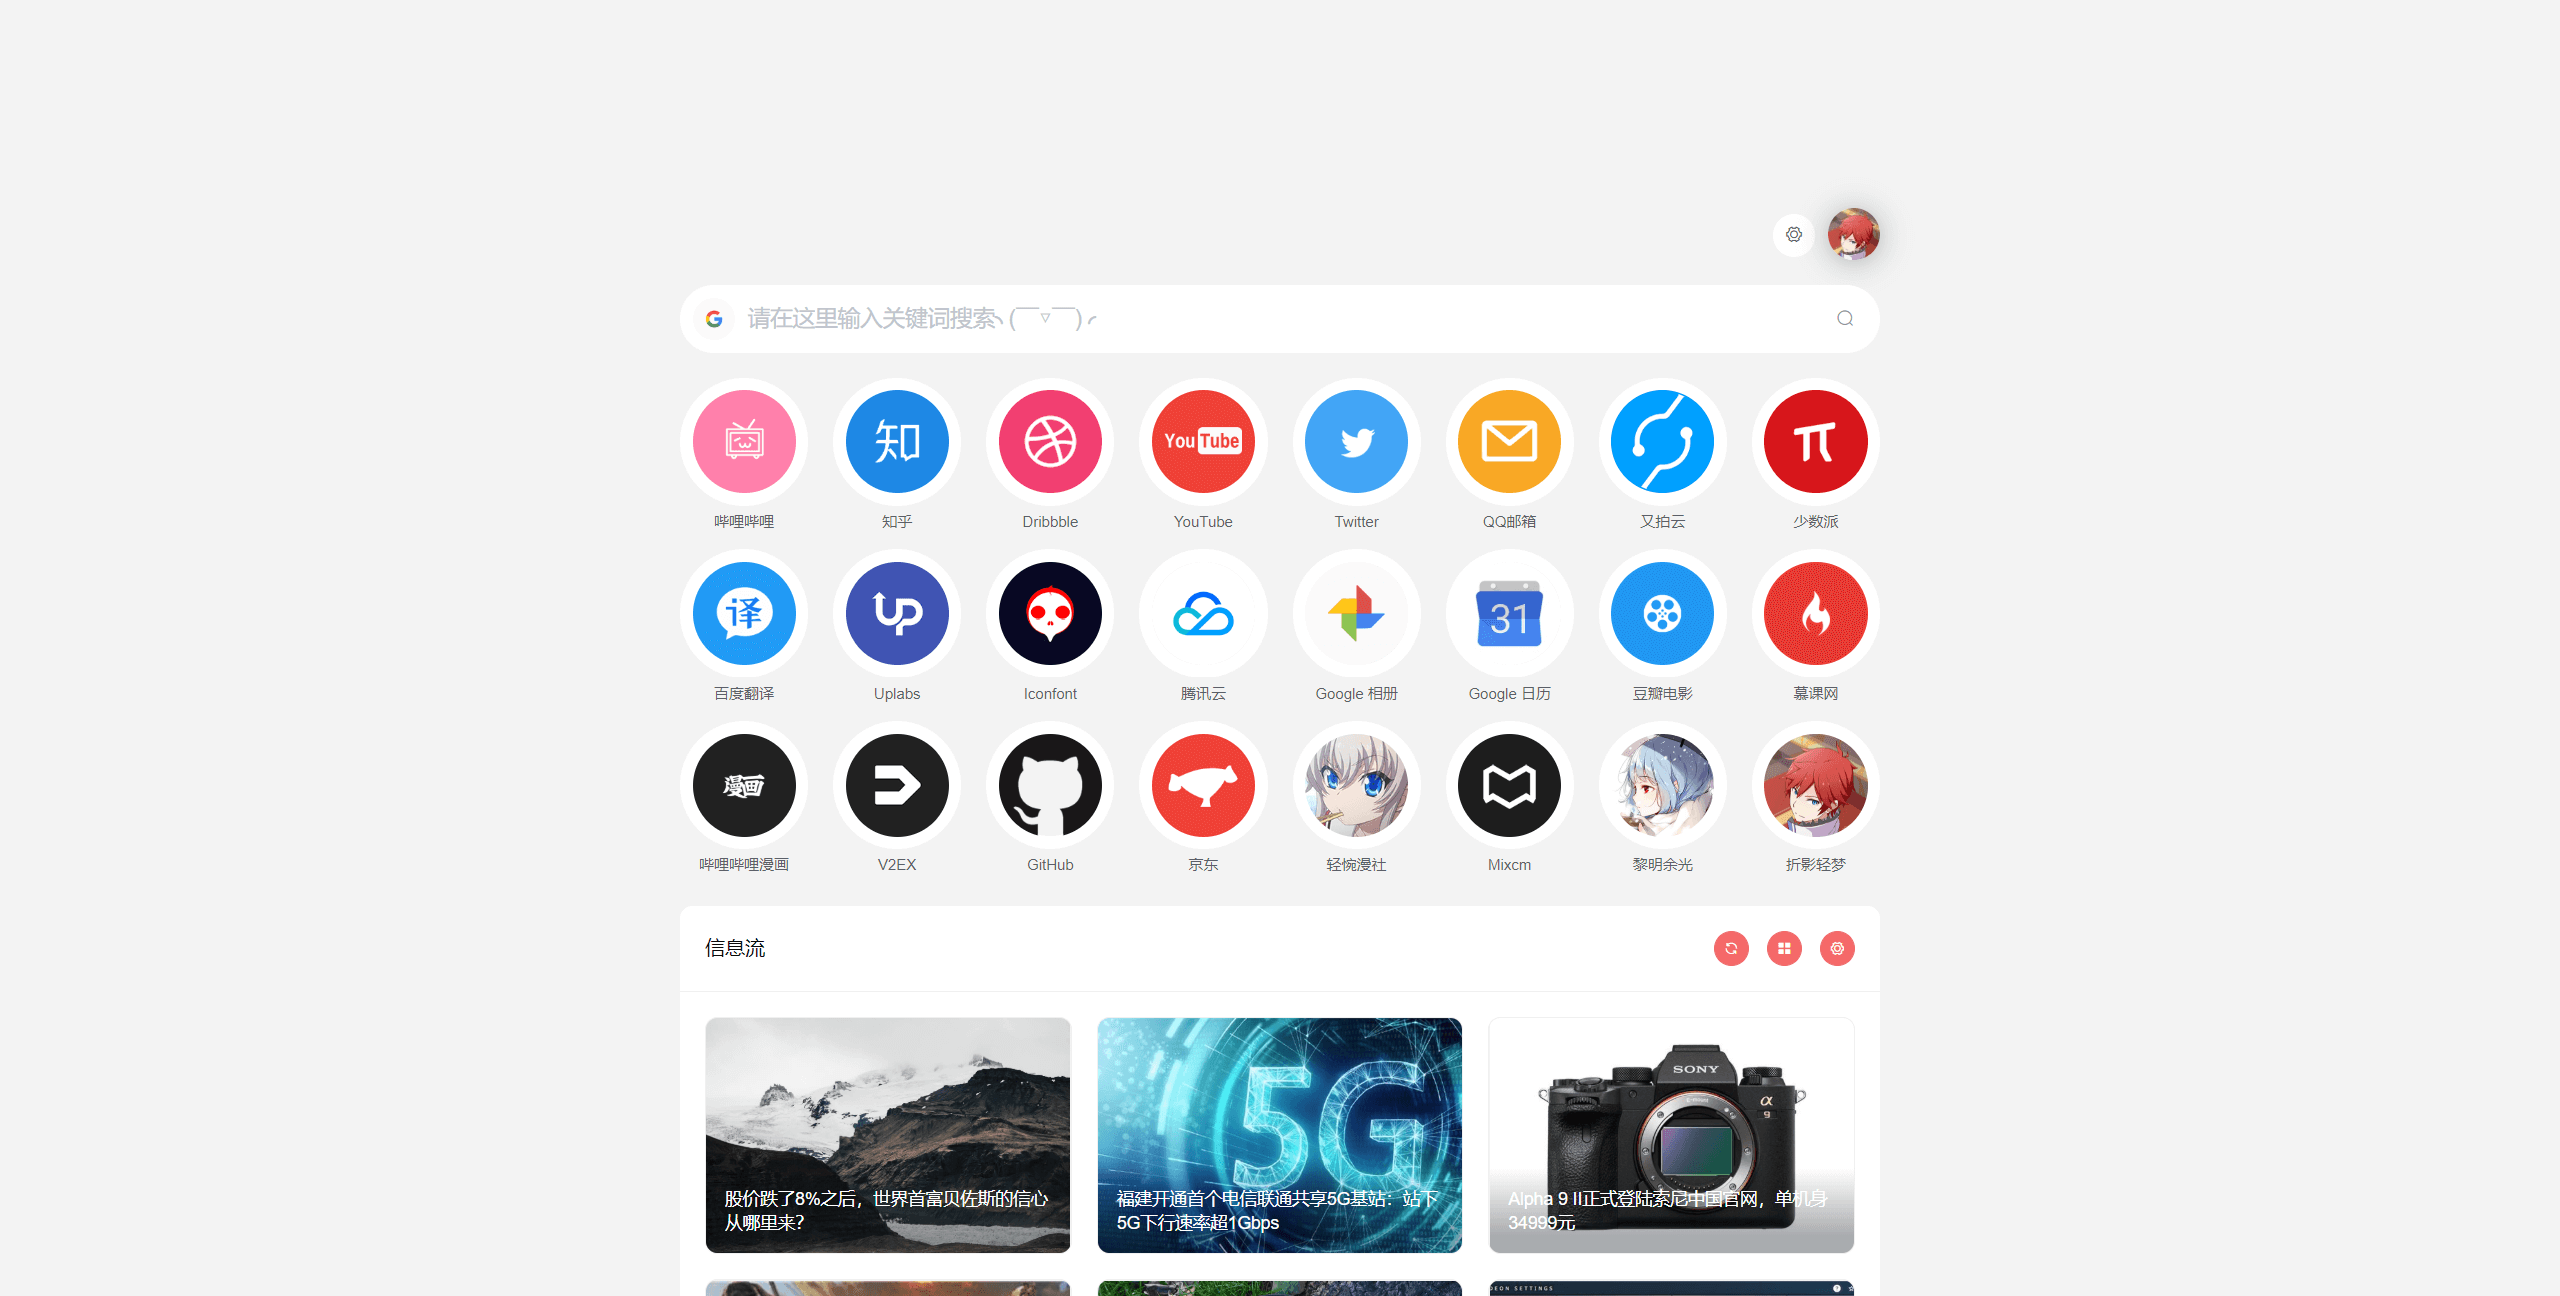 请在这里输入关键词搜索╮(￣▽￣)╭
知
You Tube
哔哩哔哩
知乎
Dribbble
YouTube
Twitter
QQ邮箱
又拍云
少数派
译
up
31
百度翻译
Uplabs
Iconfont
腾讯云
Google 相册
Google 日历
豆瓣电影
慕课网
漫画
哔哩哔哩漫画
V2EX
GitHub
京东
轻惋漫社
Mixcm
黎明余光
折影轻梦
信息流
5G
SONY
α
9
股价跌了8%之后，世界首富贝佐斯的信心
从哪里来？
福建开通首个电信联通共享5G基站：站下
5G下行速率超1Gbps
Alpha 9 II正式登陆索尼中国官网，单机身
34999元